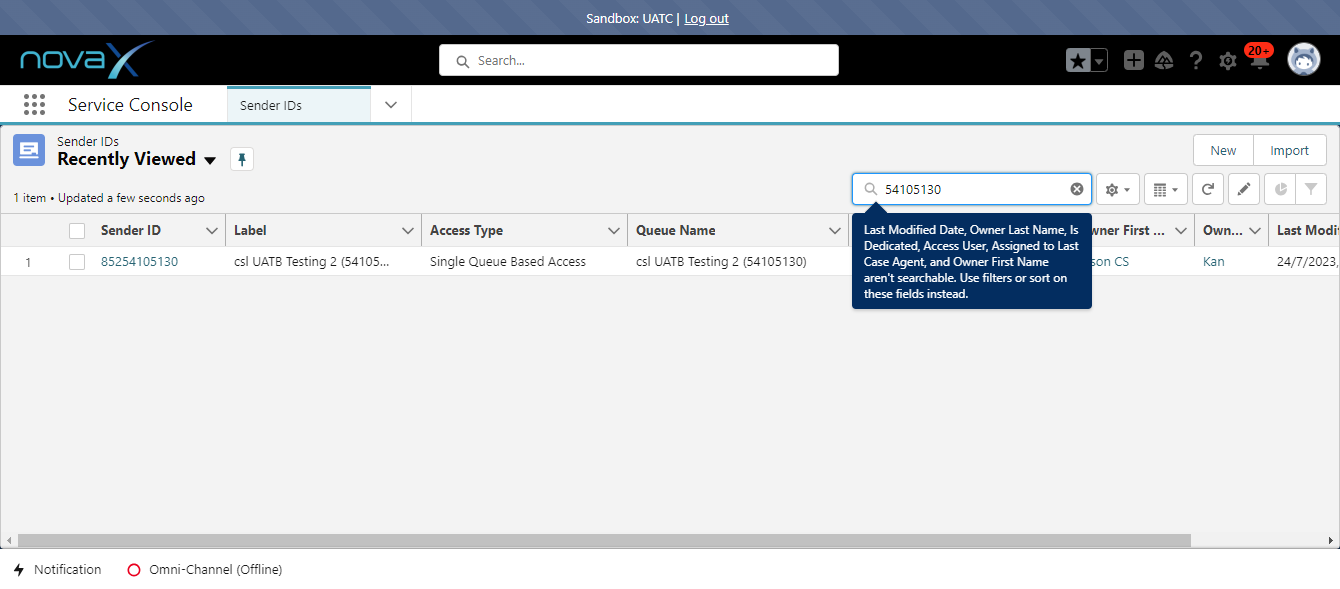 Sandbox: UATC | Log out
novaX
Search...
20+
Service Console
Sender IDs
Sender IDs
Recently Viewed
New
Import
1 item • Updated a few seconds ago
54105130
Sender ID
Label
Access Type
Queue Name
wner First ...
Own...
Last Modi
1
85254105130
csl UATB Testing 2 (54105...
Single Queue Based Access
csl UATB Testing 2 (54105130)
son CS
Kan
24/7/2023,
Last Modified Date, Owner Last Name, Is
Dedicated, Access User, Assigned to Last
Case Agent, and Owner First Name
aren't searchable. Use filters or sort on
these fields instead.
Notification
Omni-Channel (Offline)